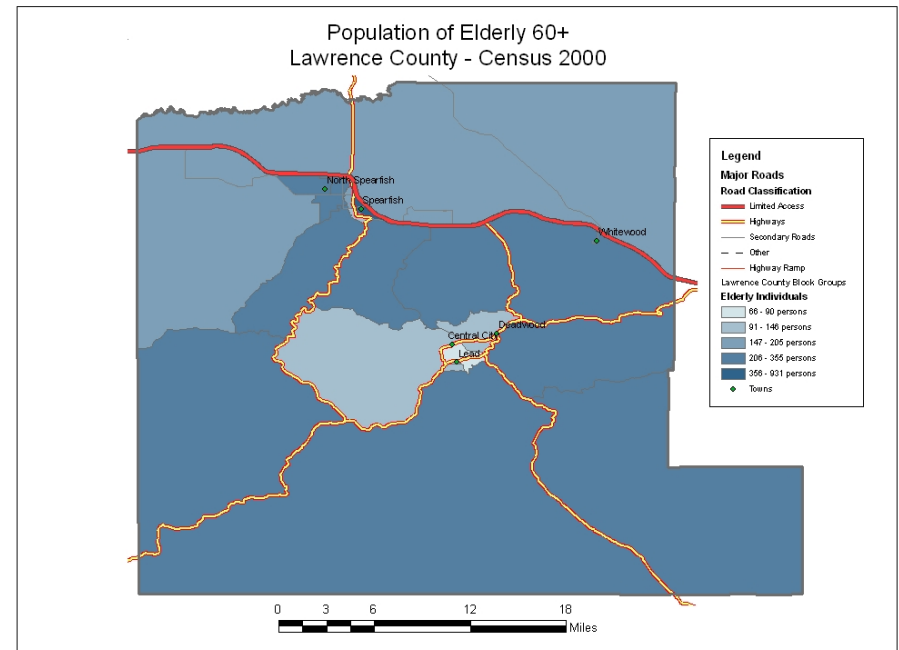 Population of Elderly 60+
Lawrence County - Census 2000
North Spearfish
Spearfish
Whitewood
Deadwood
Central City
Lead
Legend
Major Roads
Road Classification
Limited Access
Highways
Secondary Roads
Other
Highway Ramp
Lawrence County Block Groups
Elderly Individuals
66 - 90 persons
91 - 146 persons
147 - 205 persons
206 - 355 persons
356 - 931 persons
Towns
0 3 6 12 18
Miles